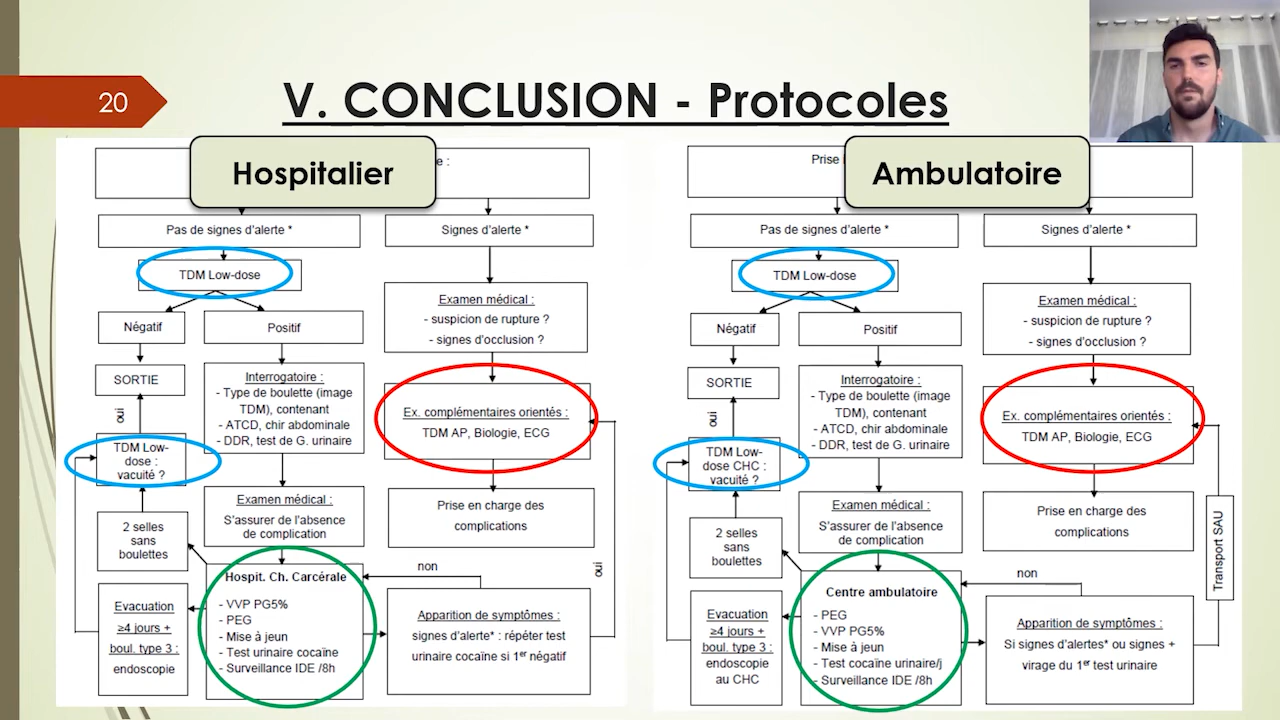 20
V. CONCLUSION - Protocoles
Hospitalier
e :
Pas de signes d'alerte *
Signes d'alerte *
TDM Low-dose
Négatif
Positif
Examen médical :
- suspicion de rupture ?
- signes d'occlusion ?
SORTIE
Interrogatoire :
- Type de boulette (image
TDM), contenant
- ATCD, chir abdominale
- DDR, test de G. urinaire
oui
Ex. complémentaires orientés :
TDM AP, Biologie, ECG
TDM Low-
dose :
vacuité ?
Examen médical :
S'assurer de l'absence
de complication
Prise en charge des
complications
2 selles
sans
boulettes
Hospit. Ch. Carcérale
- VVP PG5%
- PEG
- Mise à jeun
- Test urinaire cocaïne
- Surveillance IDE /8h
non
oui
Evacuation
≥4 jours +
boul. type 3 :
endoscopie
Apparition de symptômes :
signes d'alerte* : répéter test
urinaire cocaïne si 1er négatif
Ambulatoire
Prise
Pas de signes d'alerte *
Signes d'alerte *
TDM Low-dose
Négatif
Positif
Examen médical :
- suspicion de rupture ?
- signes d'occlusion ?
SORTIE
Interrogatoire :
- Type de boulette (image
TDM), contenant
- ATCD, chir abdominale
- DDR, test de G. urinaire
oui
Ex. complémentaires orientés :
TDM AP, Biologie, ECG
TDM Low-
dose CHC :
vacuité ?
Examen médical :
S'assurer de l'absence
de complication
Prise en charge des
complications
2 selles
sans
boulettes
Centre ambulatoire
- PEG
- VVP PG5%
- Mise à jeun
- Test cocaïne urinaire/j
- Surveillance IDE /8h
non
Transport SAU
Evacuation
≥4 jours +
boul. type 3 :
endoscopie
au CHC
Apparition de symptômes :
Si signes d'alertes* ou signes +
virage du 1er test urinaire